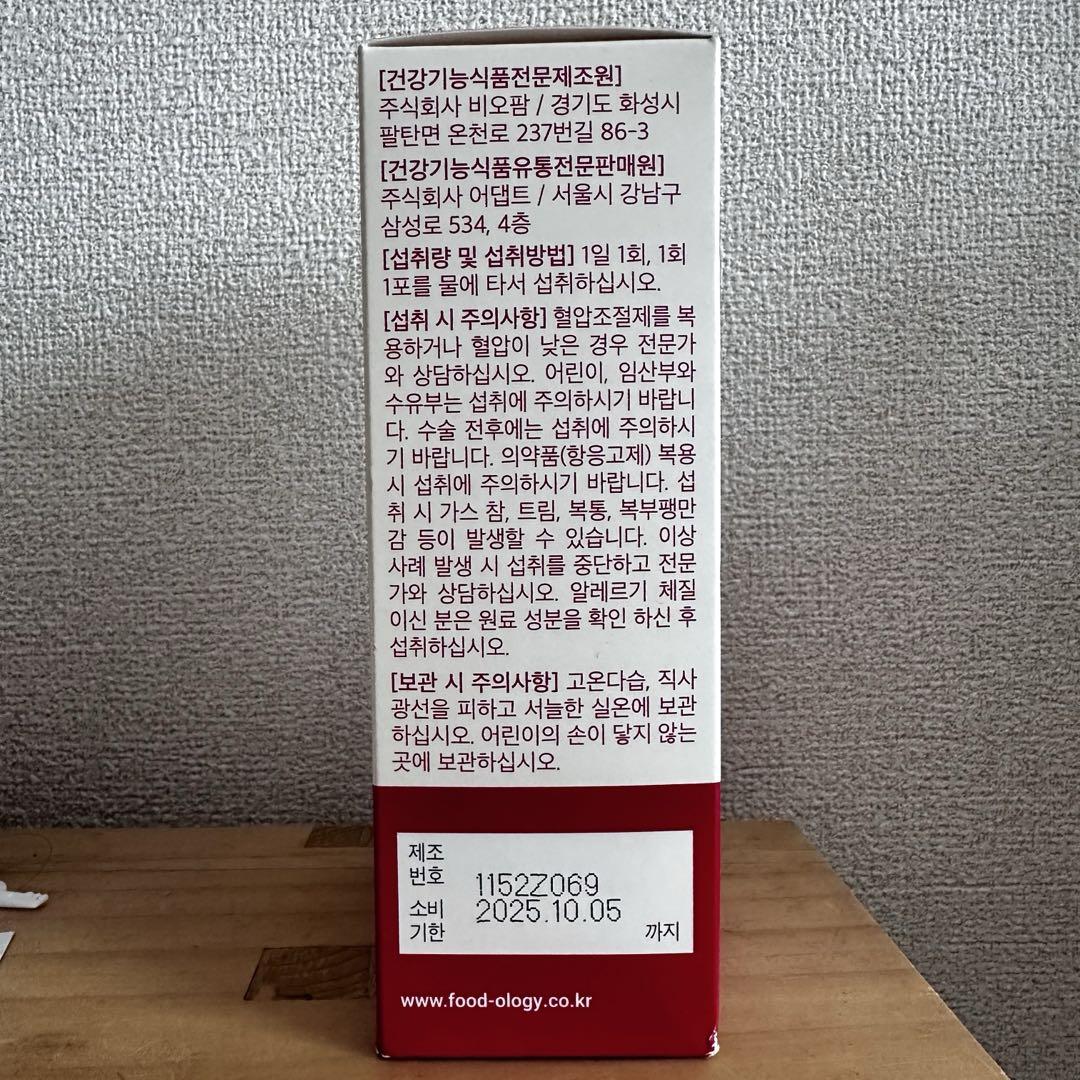 [건강기능식품전문제조원]
주식회사 비오팜 / 경기도 화성시
팔탄면 온천로 237번길 86-3
[건강기능식품유통전문판매원]
주식회사 어댑트 / 서울시 강남구
삼성로 534, 4층
[섭취량 및 섭취방법] 1일 1회, 1회
1포를 물에 타서 섭취하십시오.
[섭취 시 주의사항] 혈압조절제를 복
용하거나 혈압이 낮은 경우 전문가
와 상담하십시오. 어린이, 임산부와
수유부는 섭취에 주의하시기 바랍니
다. 수술 전후에는 섭취에 주의하시
기 바랍니다. 의약품(항응고제) 복용
시 섭취에 주의하시기 바랍니다. 섭
취 시 가스 참, 트림, 복통, 복부팽만
감 등이 발생할 수 있습니다. 이상
사례 발생 시 섭취를 중단하고 전문
가와 상담하십시오. 알레르기 체질
이신 분은 원료 성분을 확인 하신 후
섭취하십시오.
[보관 시 주의사항] 고온다습, 직사
광선을 피하고 서늘한 실온에 보관
하십시오. 어린이의 손이 닿지 않는
곳에 보관하십시오.
제조
번호 1152Z069
소비 2025.10.05
기한 까지
www.food-ology.co.kr